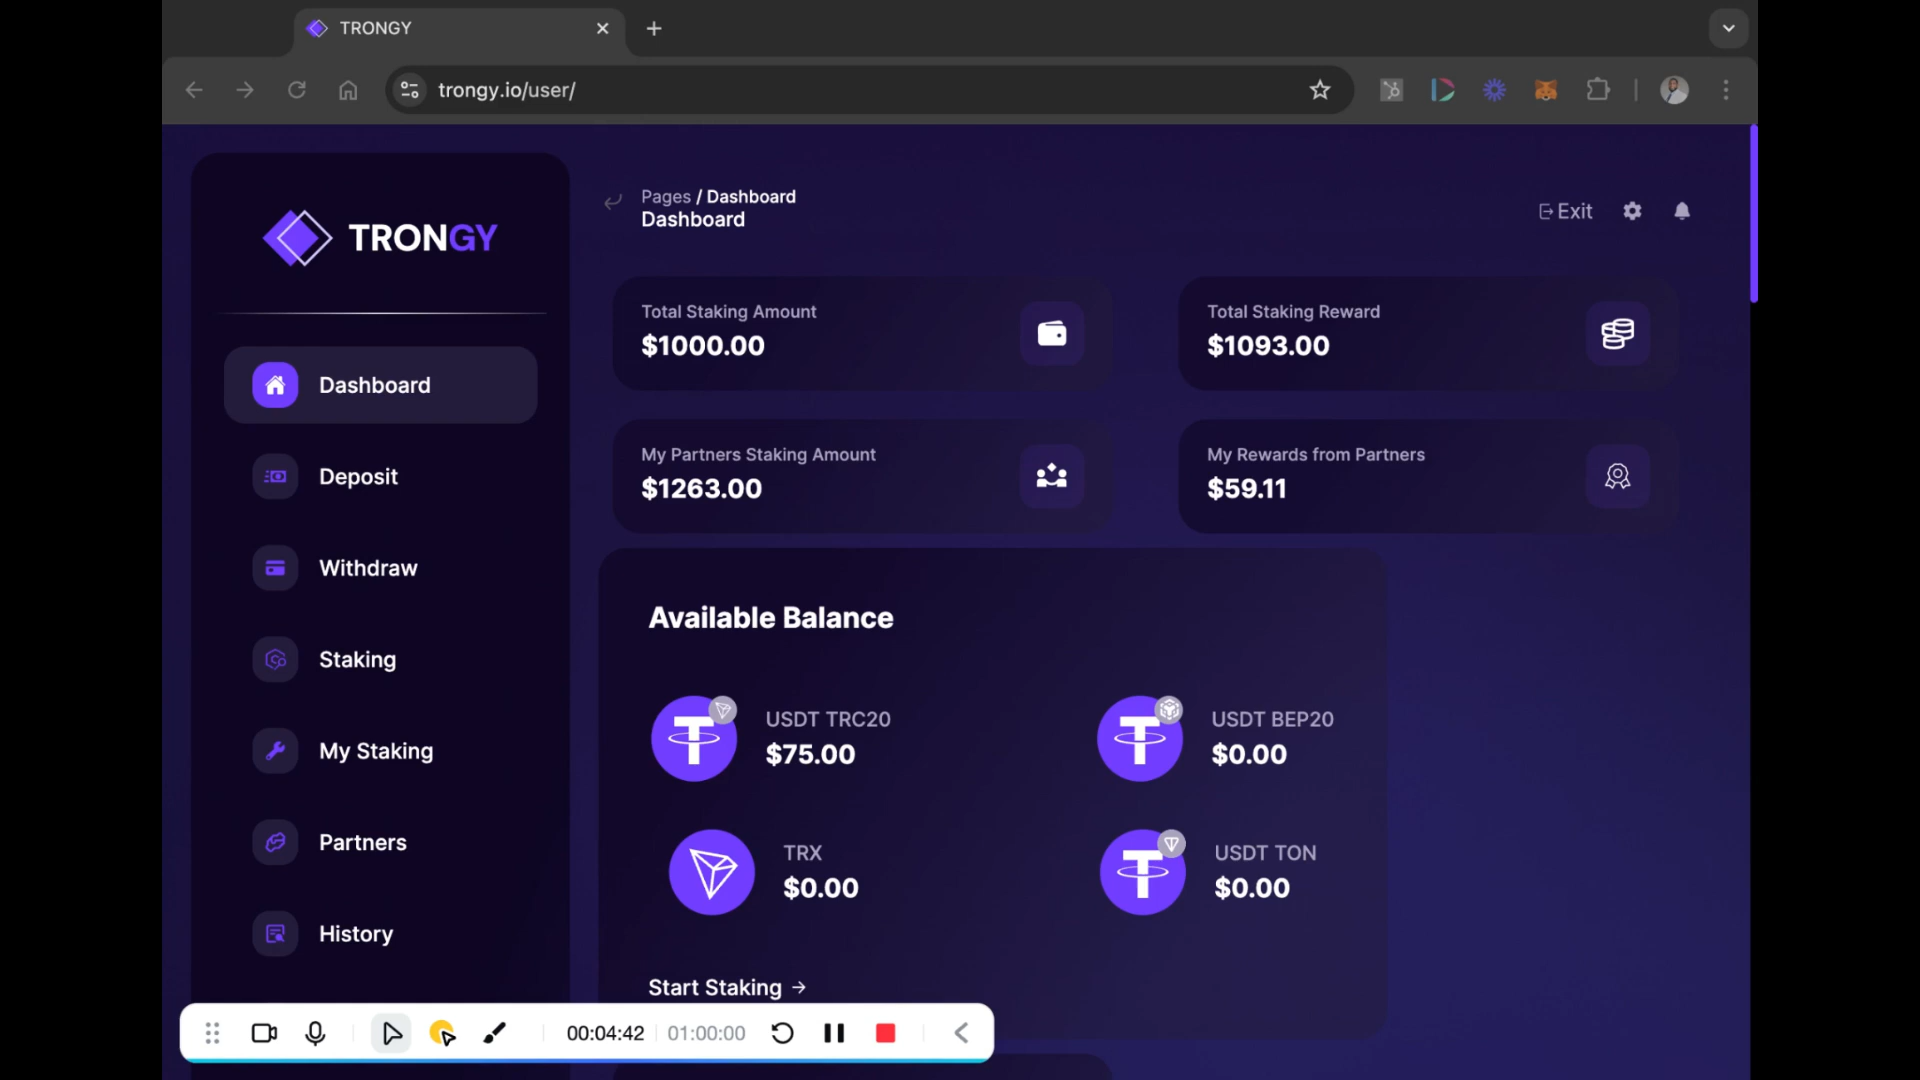 TRONGY
trongy.io/user/
TRONGY
Pages / Dashboard
Dashboard
Exit
Total Staking Amount
$1000.00
Total Staking Reward
$1093.00
My Partners Staking Amount
$1263.00
My Rewards from Partners
$59.11
Dashboard
Deposit
Withdraw
Staking
My Staking
Partners
History
Available Balance
USDT TRC20
$75.00
USDT BEP20
$0.00
TRX
$0.00
USDT TON
$0.00
Start Staking →
00:04:42 01:00:00